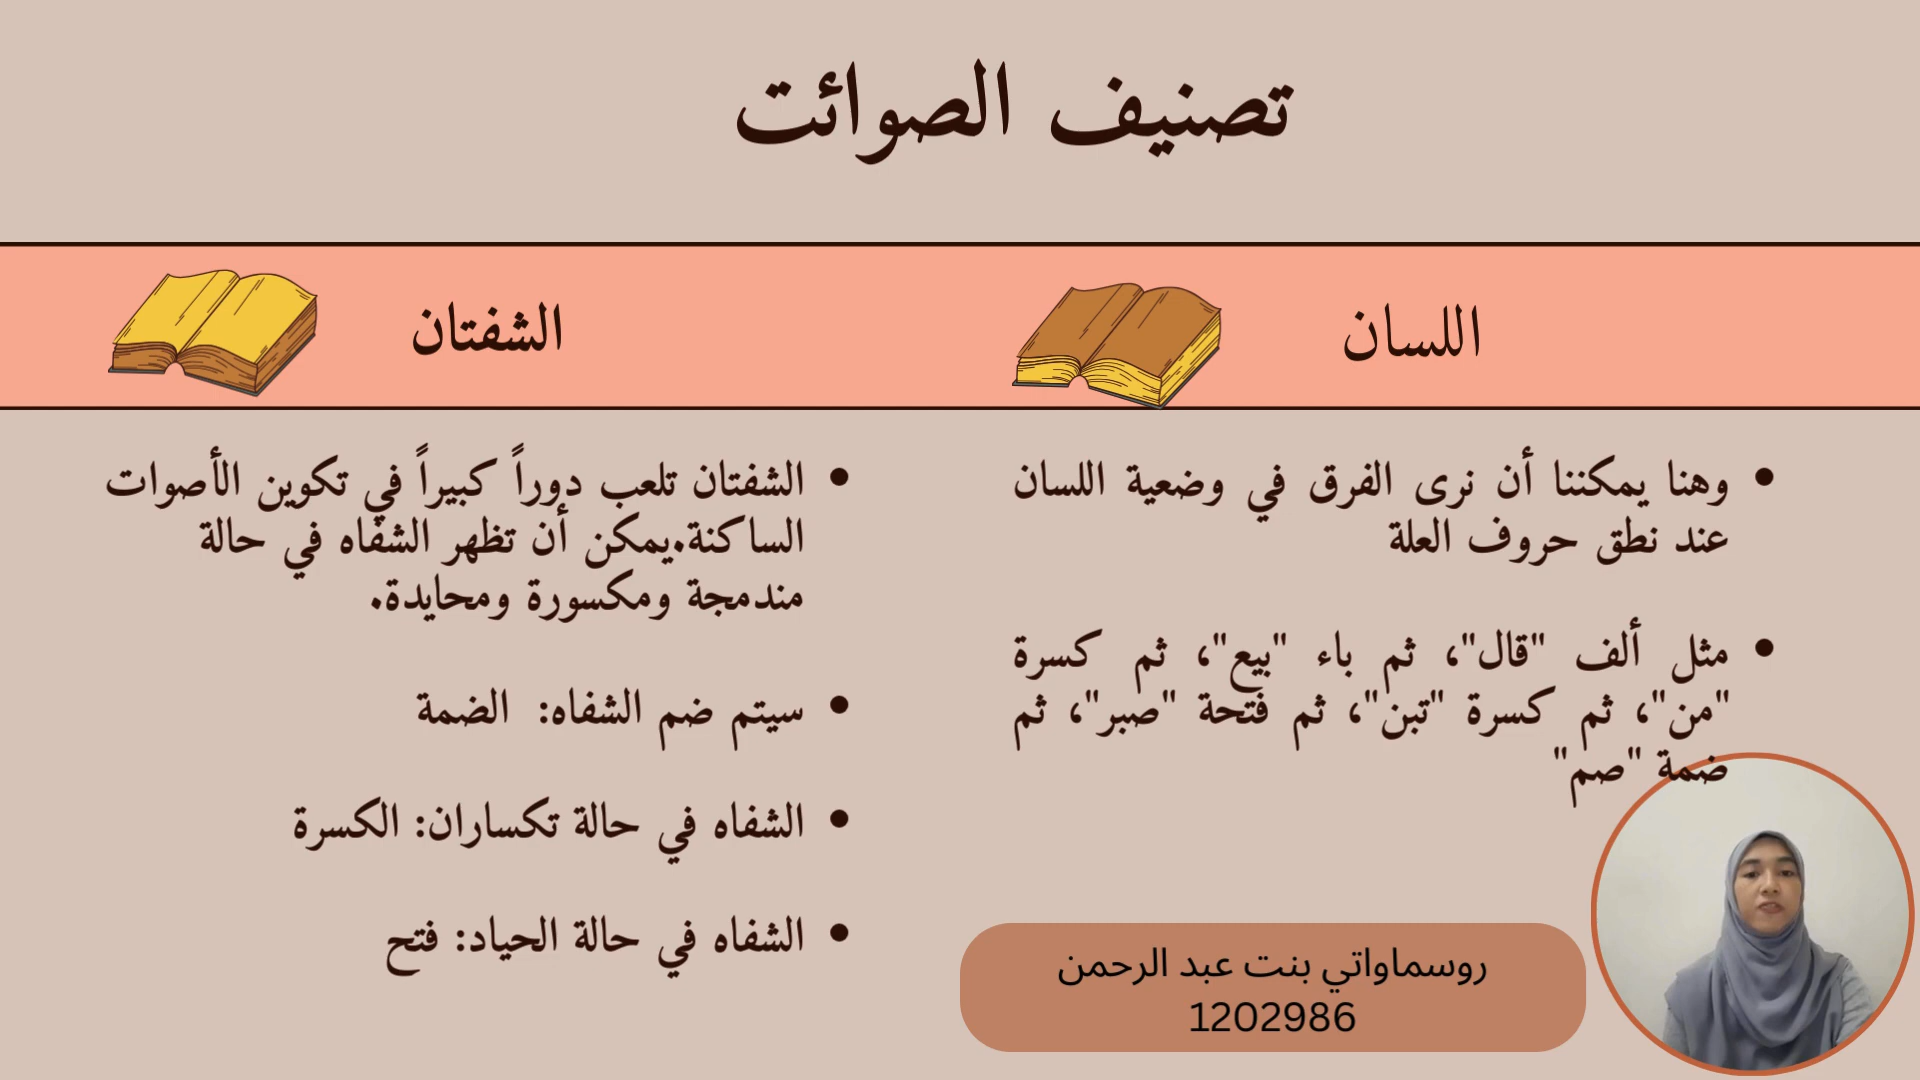 تصنيف الصوائت
اللسان
وهنا يمكننا أن نرى الفرق في وضعية اللسان
عند نطق حروف العلة
مثل ألف "قال"، ثم باء "بيع"، ثم كسرة
"من"، ثم كسرة "تبن"، ثم فتحة "صبر"، ثم
ضمة "صم"
الشفتان
الشفتان تلعب دوراً كبيراً في تكوين الأصوات
الساكنة.يمكن أن تظهر الشفاه في حالة
مندمجة ومكسورة ومحايدة.
سيتم ضم الشفاه: الضمة
الشفاه في حالة تكساران: الكسرة
الشفاه في حالة الحياد: فتح
روسماواتي بنت عبد الرحمن
1202986